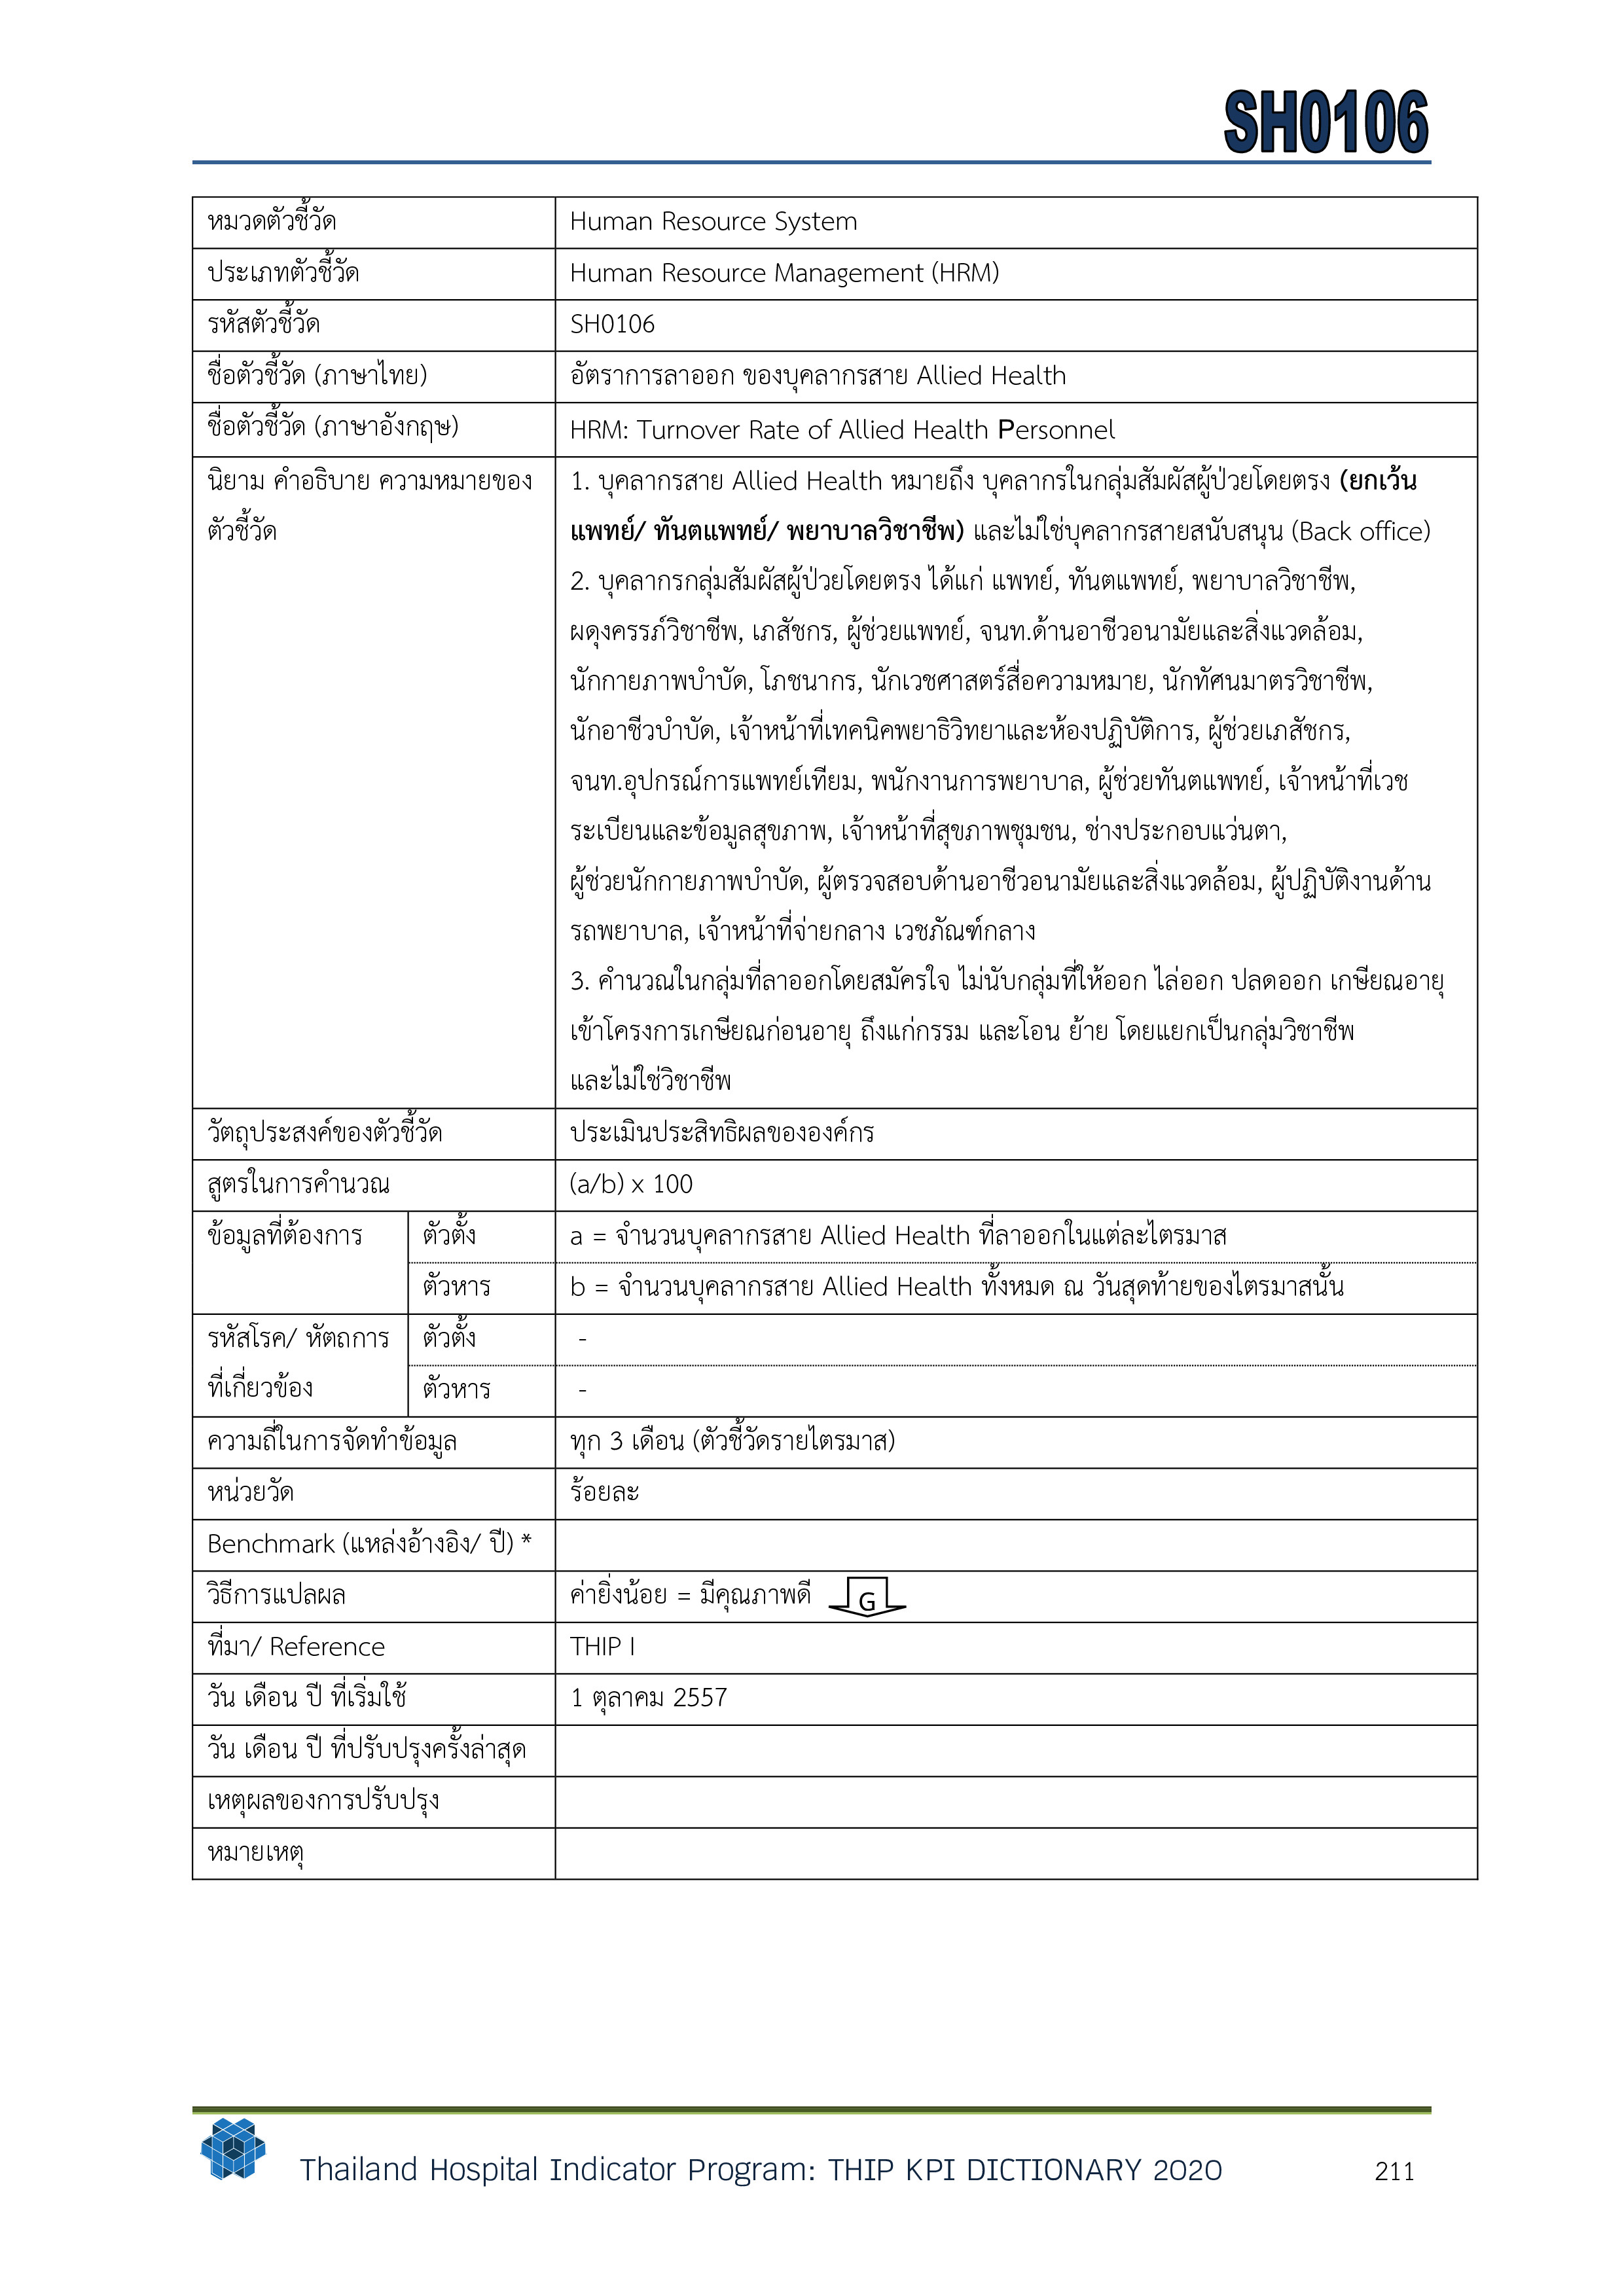 SH0106
หมวดตัวชี้วัด
Human Resource System
ประเภทตัวชี้วัด
Human Resource Management (HRM)
รหัสตัวชี้วัด
SH0106
ชื่อตัวชี้วัด (ภาษาไทย)
อัตราการลาออก ของบุคลากรสาย Allied Health
ชื่อตัวชี้วัด (ภาษาอังกฤษ)
HRM: Turnover Rate of Allied Health Personnel
นิยาม คำอธิบาย ความหมายของ
ตัวชี้วัด
1. บุคลากรสาย Allied Health หมายถึง บุคลากรในกลุ่มสัมผัสผู้ป่วยโดยตรง (ยกเว้น
แพทย์/ ทันตแพทย์/ พยาบาลวิชาชีพ) และไม่ใช่บุคลากรสายสนับสนุน (Back office)
2. บุคลากรกลุ่มสัมผัสผู้ป่วยโดยตรง ได้แก่ แพทย์, ทันตแพทย์, พยาบาลวิชาชีพ,
ผดุงครรภ์วิชาชีพ, เภสัชกร, ผู้ช่วยแพทย์, จนท.ด้านอาชีวอนามัยและสิ่งแวดล้อม,
นักกายภาพบำบัด, โภชนากร, นักเวชศาสตร์สื่อความหมาย, นักทัศนมาตรวิชาชีพ,
นักอาชีวบำบัด, เจ้าหน้าที่เทคนิคพยาธิวิทยาและห้องปฏิบัติการ, ผู้ช่วยเภสัชกร,
จนท.อุปกรณ์การแพทย์เทียม, พนักงานการพยาบาล, ผู้ช่วยทันตแพทย์, เจ้าหน้าที่เวช
ระเบียนและข้อมูลสุขภาพ, เจ้าหน้าที่สุขภาพชุมชน, ช่างประกอบแว่นตา,
ผู้ช่วยนักกายภาพบำบัด, ผู้ตรวจสอบด้านอาชีวอนามัยและสิ่งแวดล้อม, ผู้ปฏิบัติงานด้าน
รถพยาบาล, เจ้าหน้าที่จ่ายกลาง เวชภัณฑ์กลาง
3. คำนวณในกลุ่มที่ลาออกโดยสมัครใจ ไม่นับกลุ่มที่ให้ออก ไล่ออก ปลดออก เกษียณอายุ
เข้าโครงการเกษียณก่อนอายุ ถึงแก่กรรม และโอน ย้าย โดยแยกเป็นกลุ่มวิชาชีพ
และไม่ใช่วิชาชีพ
วัตถุประสงค์ของตัวชี้วัด
ประเมินประสิทธิผลขององค์กร
สูตรในการคำนวณ
(a/b) x 100
ข้อมูลที่ต้องการ
ตัวตั้ง
a = จำนวนบุคลากรสาย Allied Health ที่ลาออกในแต่ละไตรมาส
ตัวหาร
b = จำนวนบุคลากรสาย Allied Health ทั้งหมด ณ วันสุดท้ายของไตรมาสนั้น
รหัสโรค/ หัตถการ
ที่เกี่ยวข้อง
ตัวตั้ง
-
ตัวหาร
-
ความถี่ในการจัดทำข้อมูล
ทุก 3 เดือน (ตัวชี้วัดรายไตรมาส)
หน่วยวัด
ร้อยละ
Benchmark (แหล่งอ้างอิง/ ปี) *
วิธีการแปลผล
ค่ายิ่งน้อย = มีคุณภาพดี G
ที่มา/ Reference
THIP I
วัน เดือน ปี ที่เริ่มใช้
1 ตุลาคม 2557
วัน เดือน ปี ที่ปรับปรุงครั้งล่าสุด
เหตุผลของการปรับปรุง
หมายเหตุ
Thailand Hospital Indicator Program: THIP KPI DICTIONARY 2020
211